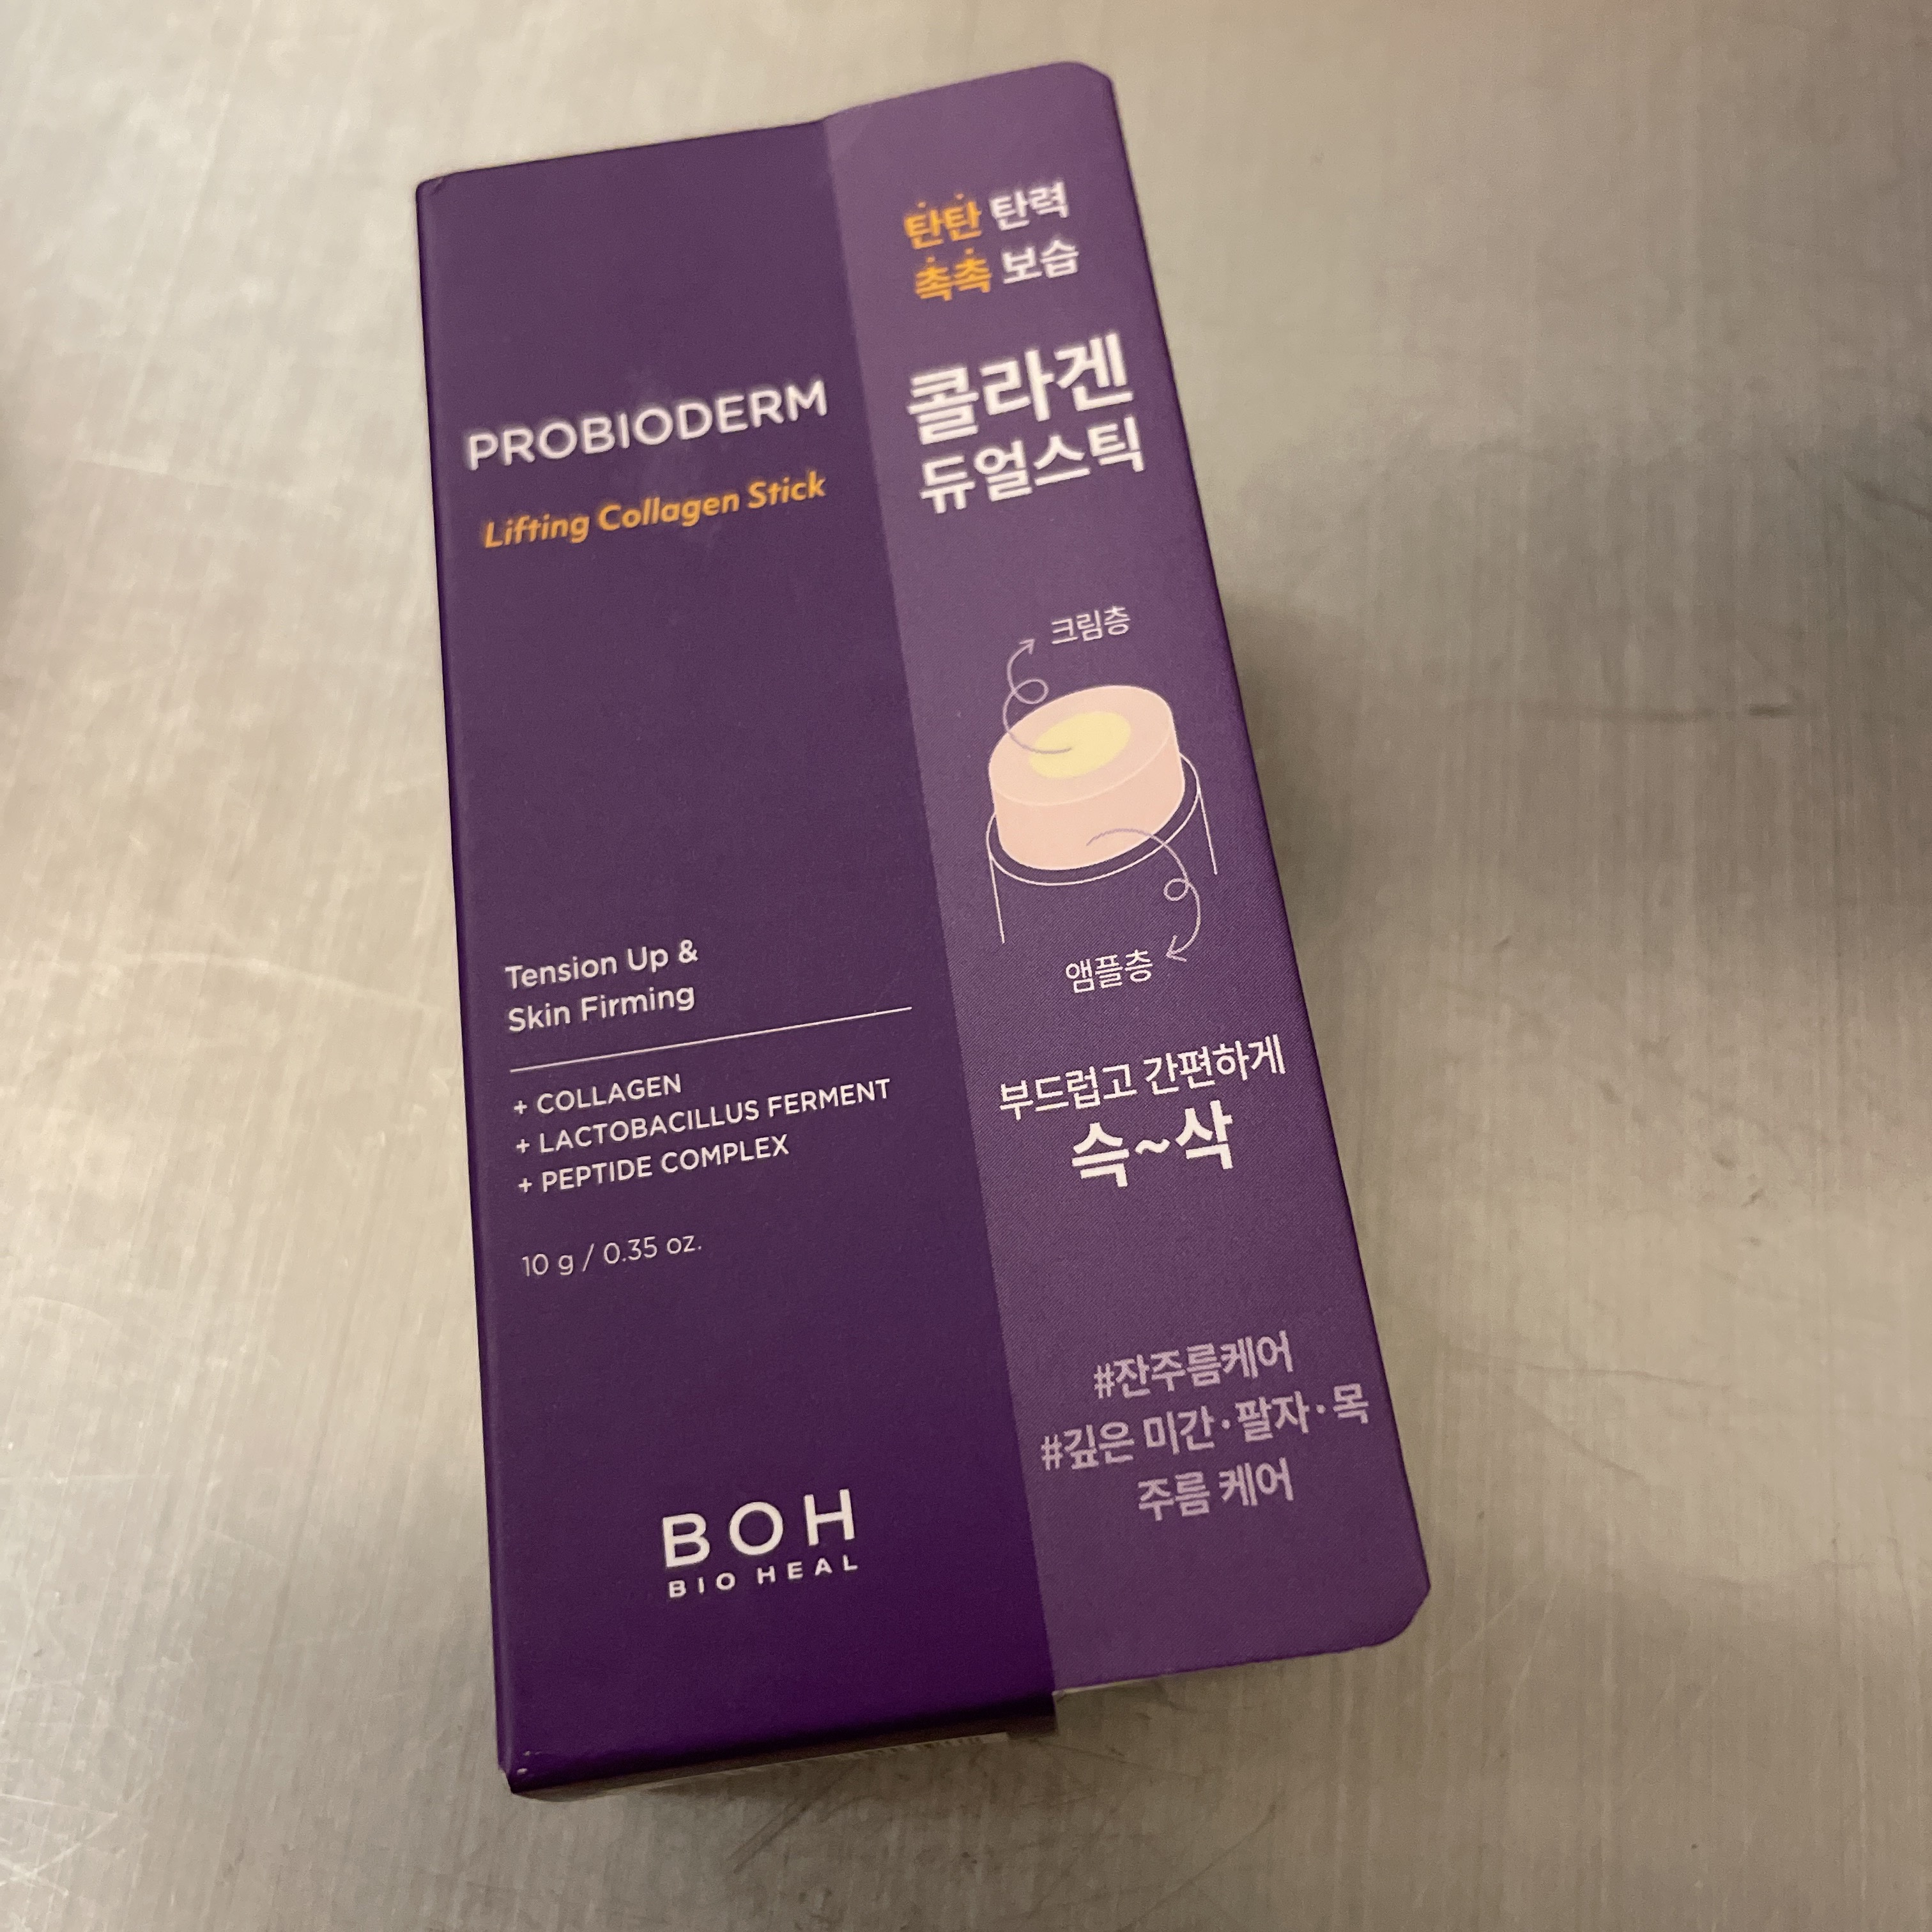 PROBIODERM
Lifting Collagen Stick
Tension Up &
Skin Firming
+ COLLAGEN
+ LACTOBACILLUS FERMENT
+ PEPTIDE COMPLEX
10 g / 0.35 oz.
BOH
BIO HEAL
탄탄 탄력
촉촉 보습
콜라겐
듀얼스틱
크림층
앰플층
부드럽고 간편하게
슥~삭
#잔주름케어
#깊은 미간·팔자·목
주름 케어